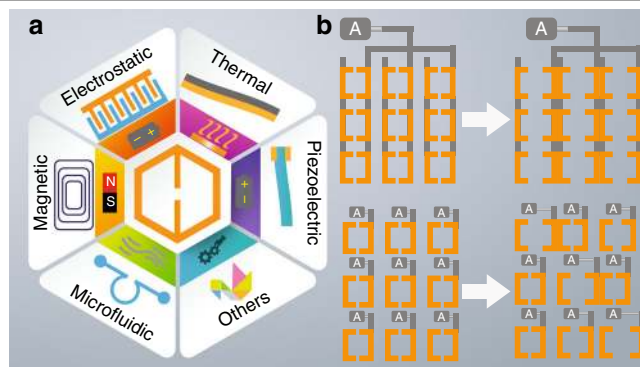 a
Electrostatic
Thermal
Piezoelectric
Others
Microfluidic
Magnetic
− +
+ −
N
S
b
A
A
A A A
A A A
A A A
A A A
A A A
A A A